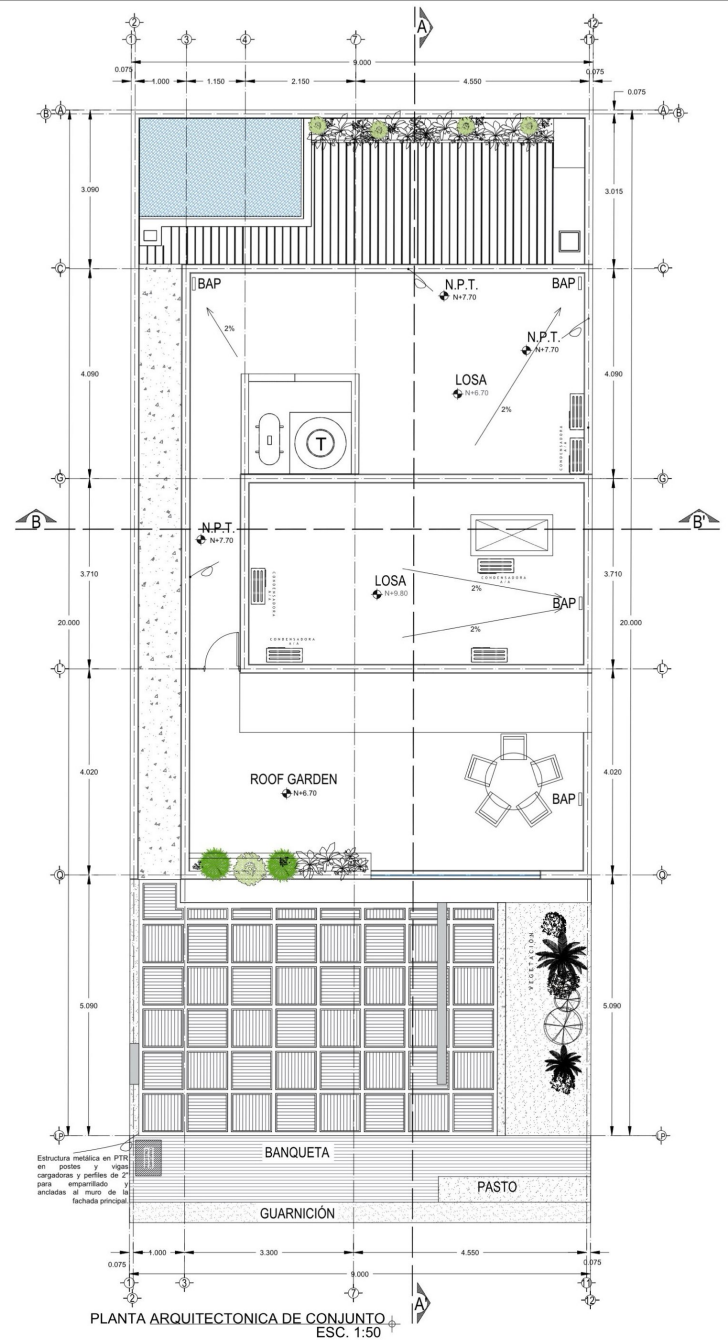 A
2
1
3
4
7
12
11
9.000
0.075
1.000
1.150
2.150
4.550
0.075
0.075
B
A
A
B
3.090
3.015
C
C
BAP
N.P.T.
N+7.70
BAP
2%
N.P.T.
N+7.70
4.090
LOSA
N+6.70
2%
4.090
CONDENSADORA
T
G
G
B
N.P.T.
N+7.70
B'
3.710
CONDENSADORA
A/A
LOSA
N+9.80
CONDENSADORA
A/A
2%
BAP
2%
3.710
20.000
20.000
CONDENSADORA
A/A
L'
L'
4.020
ROOF GARDEN
N+6.70
BAP
4.020
Q
Q
VEGETACIÓN
5.090
5.090
P
P
Estructura metálica en PTR
en postes y vigas
cargadoras y perfiles de 2"
para emparrillado y
ancladas al muro de la
fachada principal.
BANQUETA
PASTO
GUARNICIÓN
0.075
1.000
3.300
4.550
0.075
9.000
1
2
3
7
11
12
A'
PLANTA ARQUITECTONICA DE CONJUNTO
ESC. 1:50